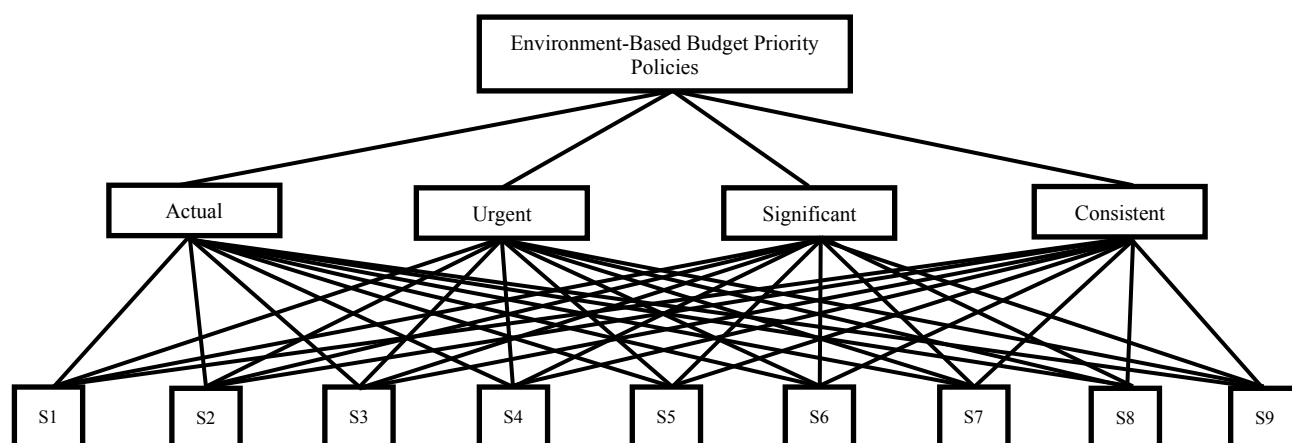 Environment-Based Budget Priority
Policies
Actual
Urgent
Significant
Consistent
S1
S2
S3
S4
S5
S6
S7
S8
S9